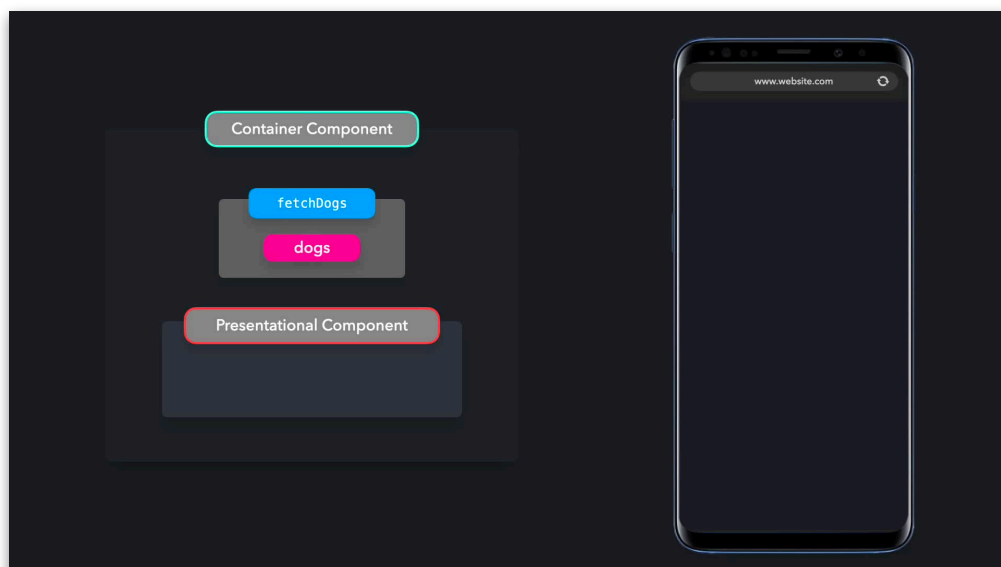 www.website.com
Container Component
fetchDogs
dogs
Presentational Component